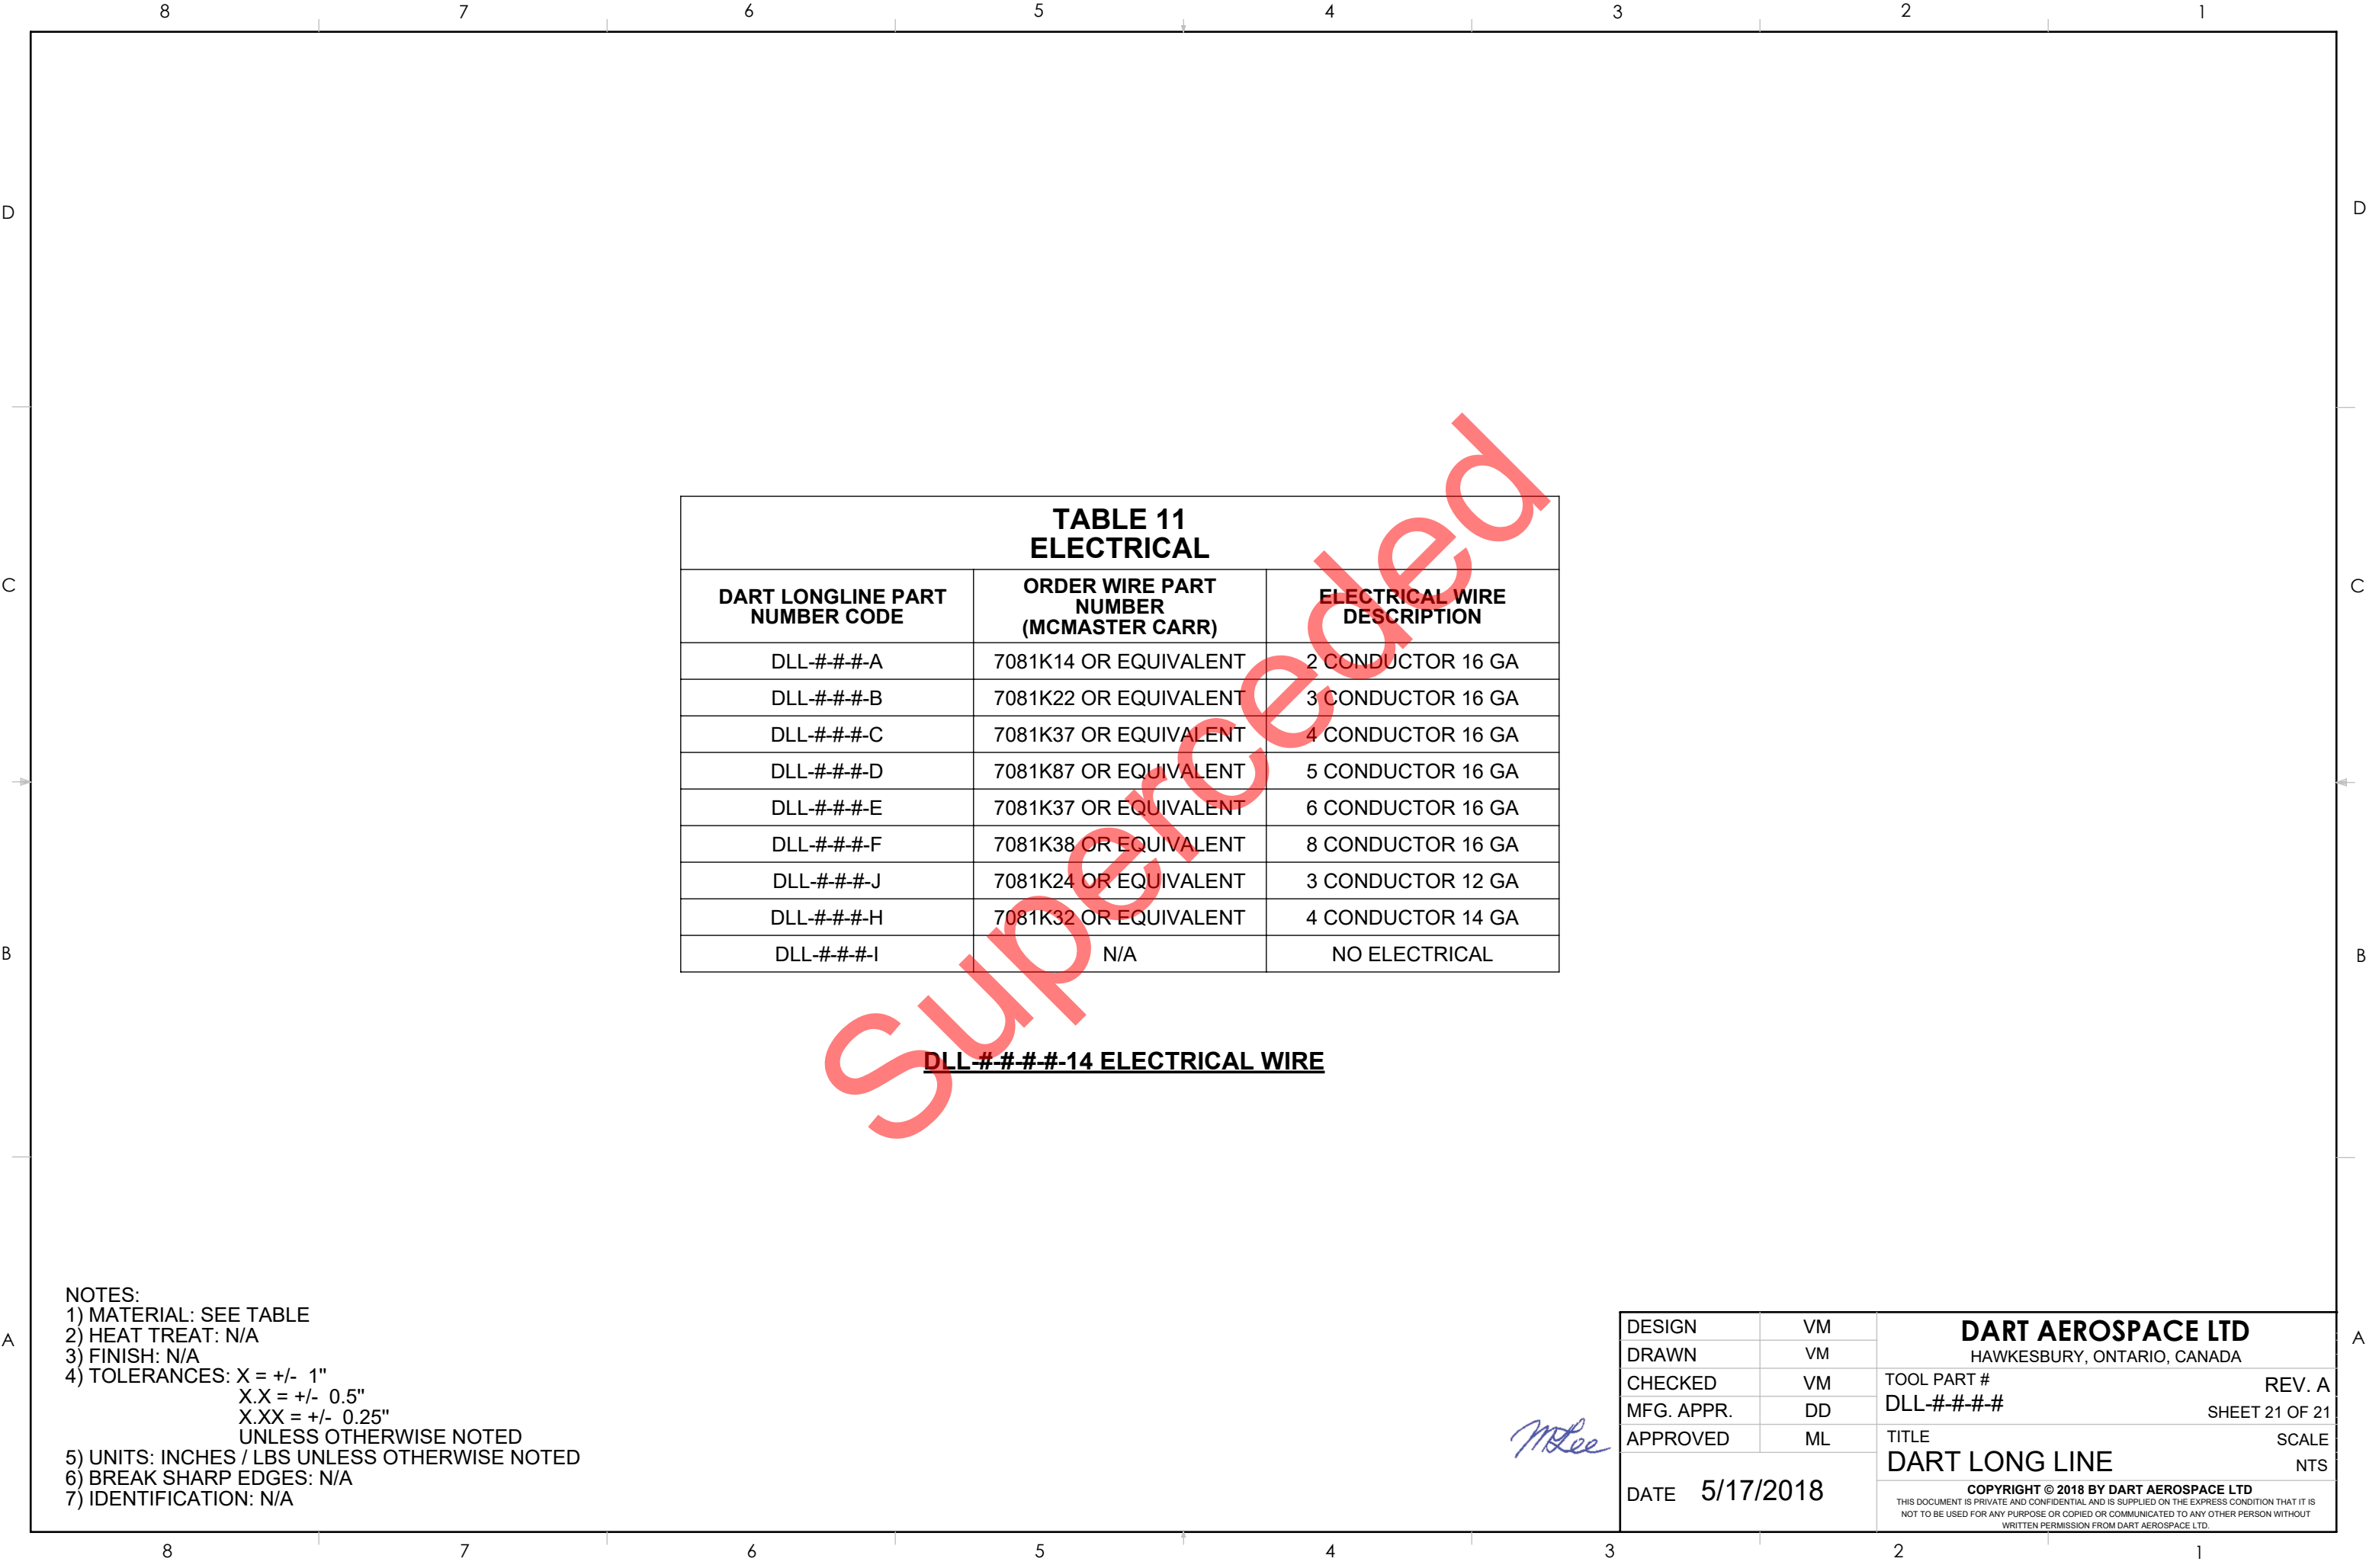 8 7 6 5 4 3 2 1
D D
C C
B B
A A
TABLE 11
ELECTRICAL
DART LONGLINE PART NUMBER CODE | ORDER WIRE PART NUMBER (MCMASTER CARR) | ELECTRICAL WIRE DESCRIPTION
DLL-#-#-#-A 7081K14 OR EQUIVALENT 2 CONDUCTOR 16 GA
DLL-#-#-#-B 7081K22 OR EQUIVALENT 3 CONDUCTOR 16 GA
DLL-#-#-#-C 7081K37 OR EQUIVALENT 4 CONDUCTOR 16 GA
DLL-#-#-#-D 7081K87 OR EQUIVALENT 5 CONDUCTOR 16 GA
DLL-#-#-#-E 7081K37 OR EQUIVALENT 6 CONDUCTOR 16 GA
DLL-#-#-#-F 7081K38 OR EQUIVALENT 8 CONDUCTOR 16 GA
DLL-#-#-#-J 7081K24 OR EQUIVALENT 3 CONDUCTOR 12 GA
DLL-#-#-#-H 7081K32 OR EQUIVALENT 4 CONDUCTOR 14 GA
DLL-#-#-#-I N/A NO ELECTRICAL
Superceded
DLL-#-#-#-#-14 ELECTRICAL WIRE
NOTES:
1) MATERIAL: SEE TABLE
2) HEAT TREAT: N/A
3) FINISH: N/A
4) TOLERANCES: X = +/- 1"
X.X = +/- 0.5"
X.XX = +/- 0.25"
UNLESS OTHERWISE NOTED
5) UNITS: INCHES / LBS UNLESS OTHERWISE NOTED
6) BREAK SHARP EDGES: N/A
7) IDENTIFICATION: N/A
MLee
DESIGN VM
DRAWN VM
CHECKED VM
MFG. APPR. DD
APPROVED ML
DATE 5/17/2018
DART AEROSPACE LTD
HAWKESBURY, ONTARIO, CANADA
TOOL PART # REV. A
DLL-#-#-#-# SHEET 21 OF 21
TITLE SCALE
DART LONG LINE NTS
COPYRIGHT © 2018 BY DART AEROSPACE LTD
THIS DOCUMENT IS PRIVATE AND CONFIDENTIAL AND IS SUPPLIED ON THE EXPRESS CONDITION THAT IT IS
NOT TO BE USED FOR ANY PURPOSE OR COPIED OR COMMUNICATED TO ANY OTHER PERSON WITHOUT
WRITTEN PERMISSION FROM DART AEROSPACE LTD.
8 7 6 5 4 3 2 1